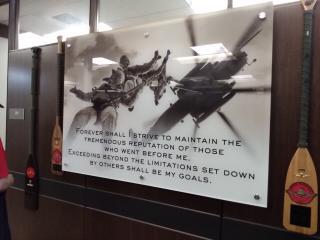 Forever shall I strive to maintain the
tremendous reputation of those
who went before me.
Exceeding beyond the limitations set down
by others shall be my goals.